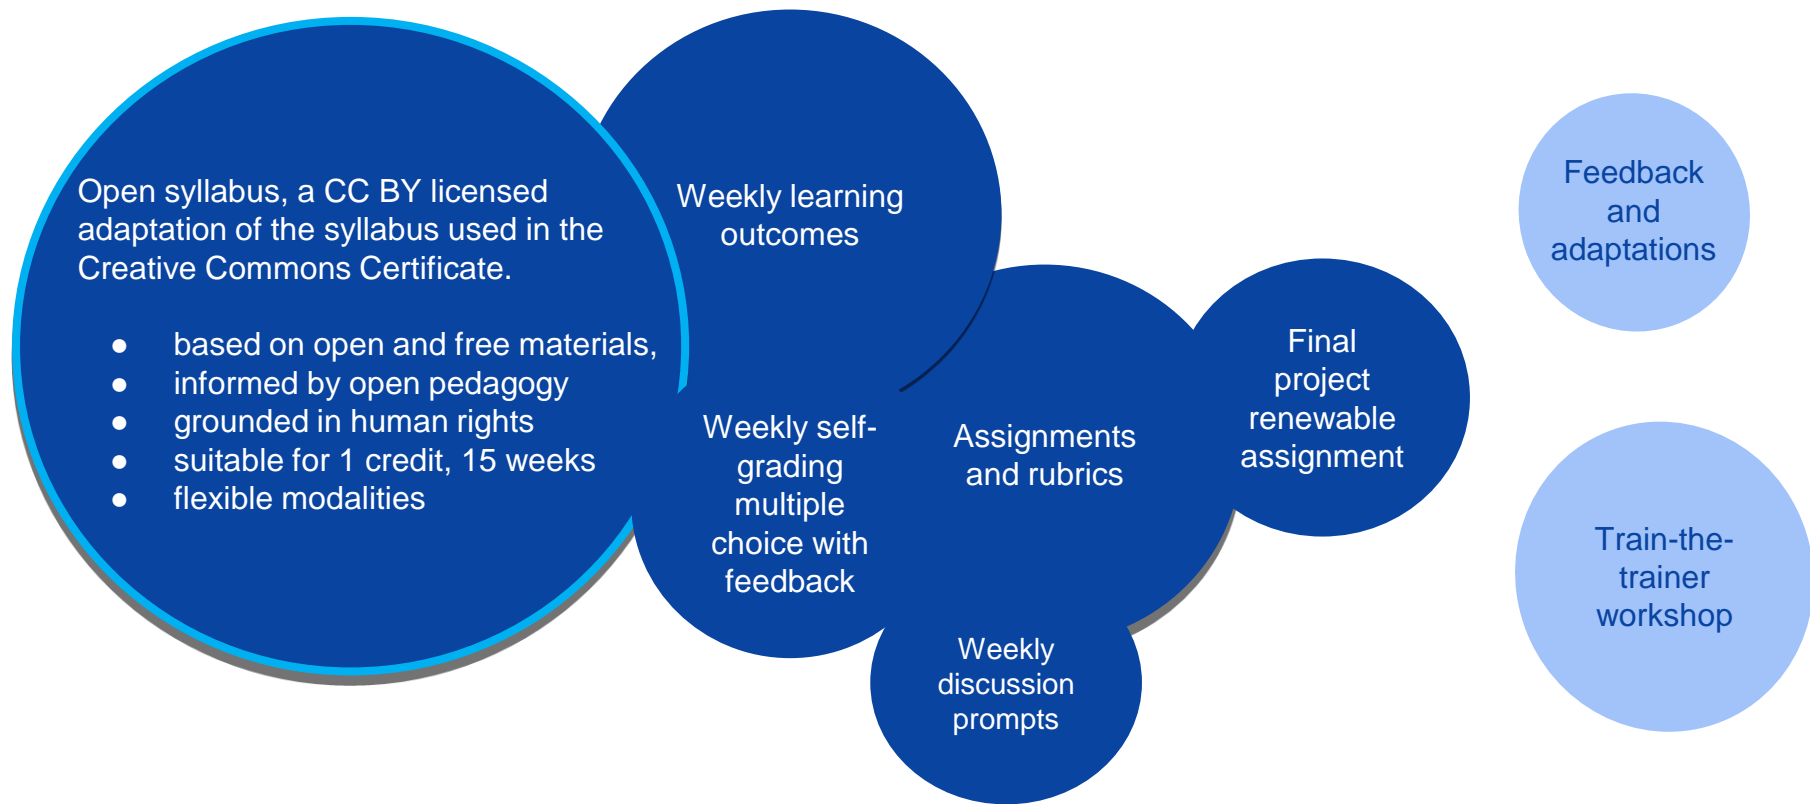 Open syllabus, a CC BY licensed
adaptation of the syllabus used in the
Creative Commons Certificate.
● based on open and free materials,
● informed by open pedagogy
● grounded in human rights
● suitable for 1 credit, 15 weeks
● flexible modalities
Weekly learning
outcomes
Weekly self-
grading
multiple
choice with
feedback
Assignments
and rubrics
Weekly
discussion
prompts
Final
project
renewable
assignment
Feedback
and
adaptations
Train-the-
trainer
workshop